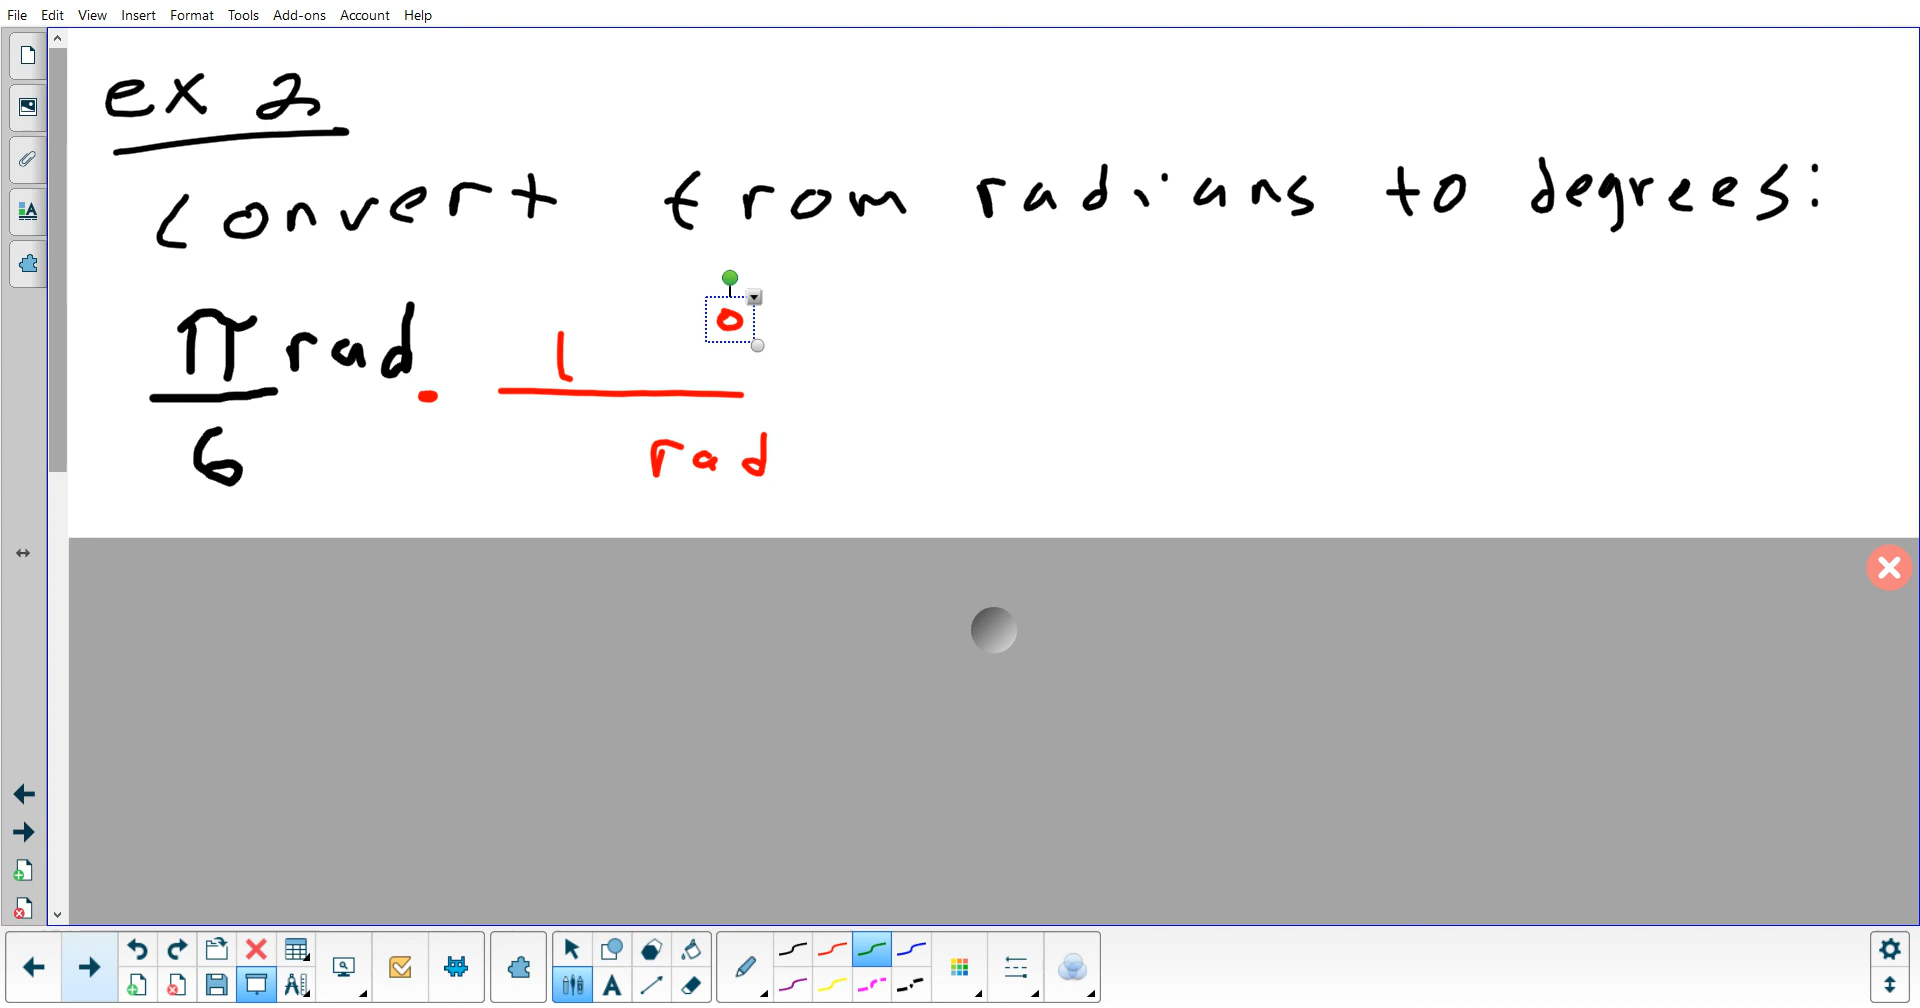 File Edit View Insert Format Tools Add-ons Account Help
ex 2
convert from radians to degrees:
π rad · 1 °
6 rad